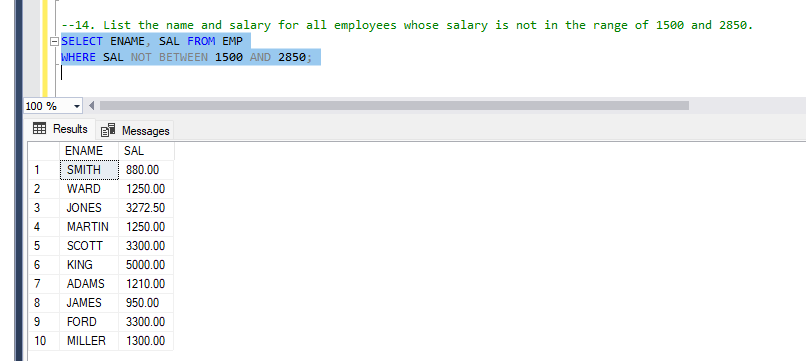 --14. List the name and salary for all employees whose salary is not in the range of 1500 and 2850.
SELECT ENAME, SAL FROM EMP
WHERE SAL NOT BETWEEN 1500 AND 2850;
100 %
Results Messages
ENAME SAL
1 SMITH 880.00
2 WARD 1250.00
3 JONES 3272.50
4 MARTIN 1250.00
5 SCOTT 3300.00
6 KING 5000.00
7 ADAMS 1210.00
8 JAMES 950.00
9 FORD 3300.00
10 MILLER 1300.00